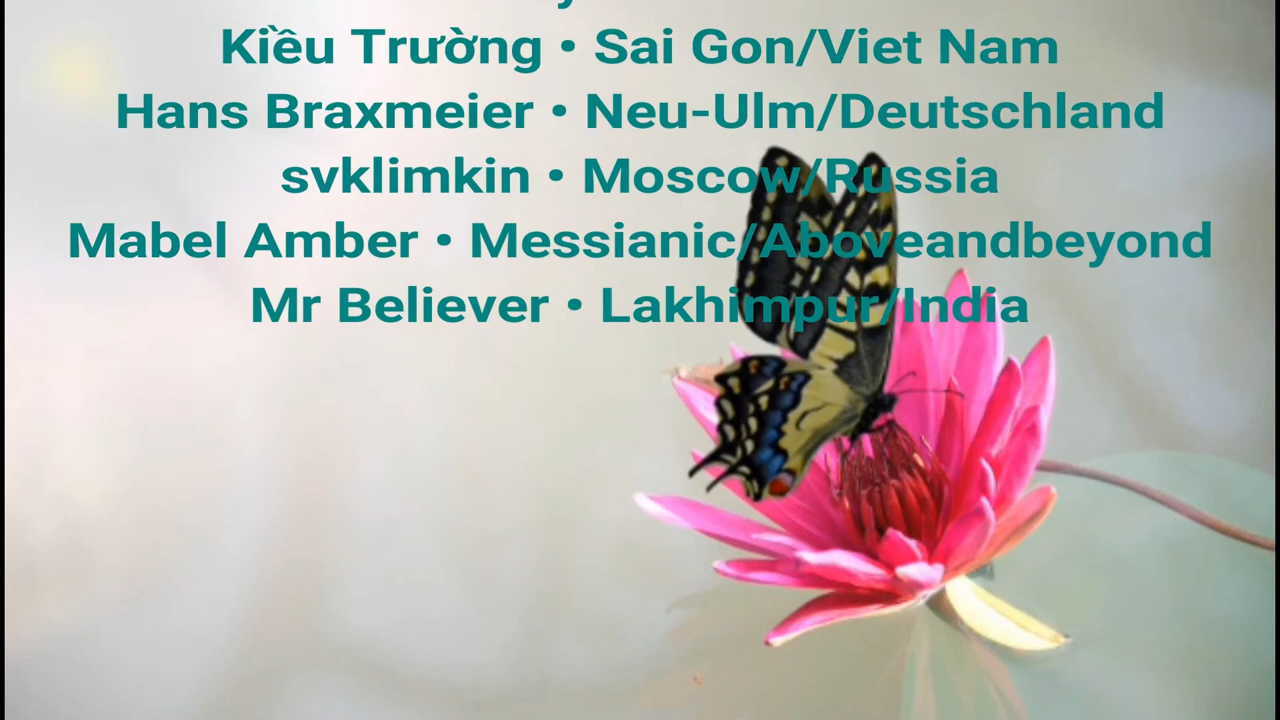 Kiều Trường • Sai Gon/Viet Nam
Hans Braxmeier • Neu-Ulm/Deutschland
svklimkin • Moscow/Russia
Mabel Amber • Messianic/Aboveandbeyond
Mr Believer • Lakhimpur/India